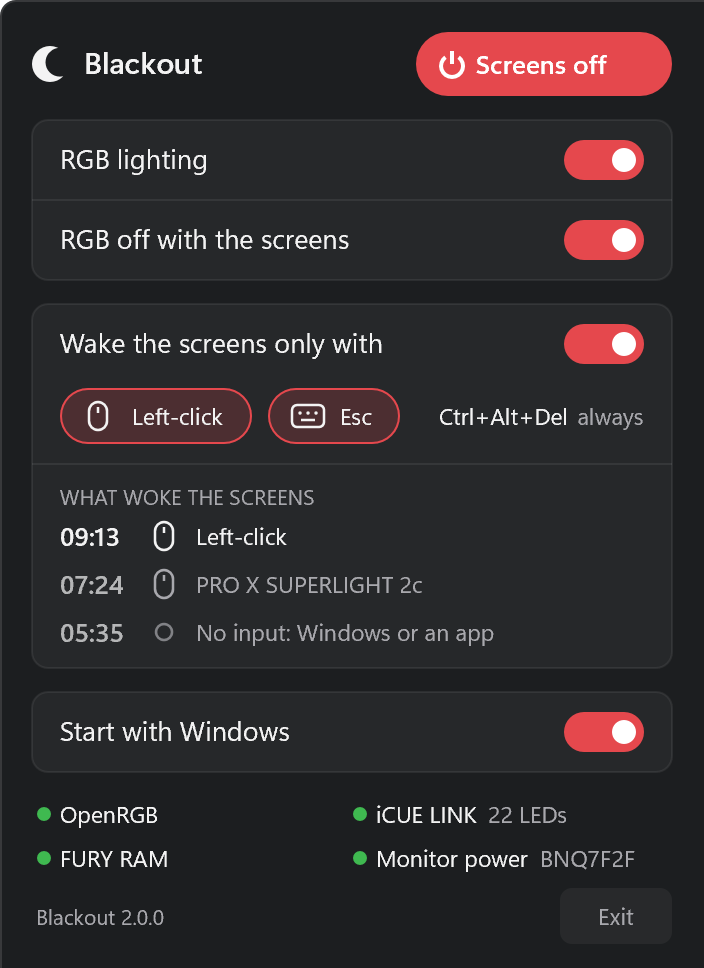 Blackout
Screens off
RGB lighting
RGB off with the screens
Wake the screens only with
Left-click
Esc
Ctrl+Alt+Del always
WHAT WOKE THE SCREENS
09:13 Left-click
07:24 PRO X SUPERLIGHT 2c
05:35 No input: Windows or an app
Start with Windows
OpenRGB
iCUE LINK 22 LEDs
FURY RAM
Monitor power BNQ7F2F
Blackout 2.0.0
Exit